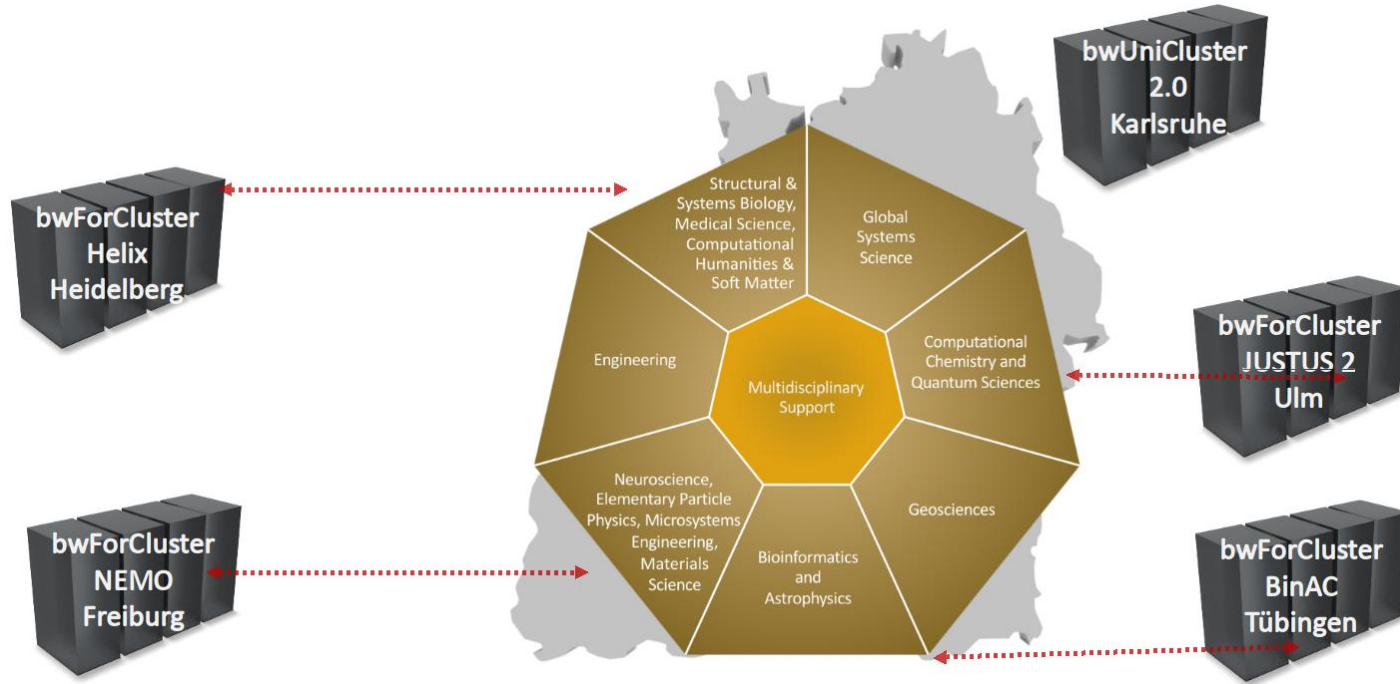 bwUniCluster
2.0
Karlsruhe
bwForCluster
Helix
Heidelberg
Structural &
Systems Biology,
Medical Science,
Computational
Humanities &
Soft Matter
Global
Systems
Science
Engineering
Multidisciplinary
Support
Computational
Chemistry and
Quantum Sciences
bwForCluster
JUSTUS 2
Ulm
bwForCluster
NEMO
Freiburg
Neuroscience,
Elementary Particle
Physics, Microsystems
Engineering,
Materials
Science
Bioinformatics
and
Astrophysics
Geosciences
bwForCluster
BinAC
Tübingen